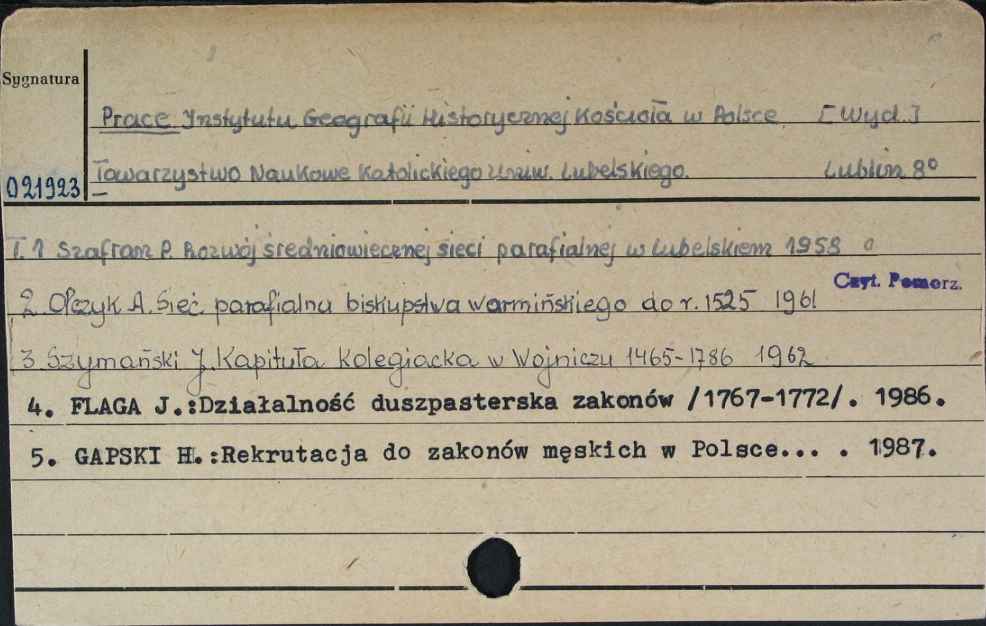 Sygnatura
Prace Instytutu Geografii Historycznej Kościoła w Polsce [Wyd.]
021923 Towarzystwo Naukowe Katolickiego Uniw. Lubelskiego. Lublin 8°
T. 1 Szafran P. Rozwój średniowiecznej sieci parafialnej w Lubelskiem 1958
Czyt. Pomorz.
2 Olczyk A. Sieć parafialna biskupstwa warmińskiego do r. 1525 1961
3 Szymański J. Kapituła Kolegiacka w Wojniczu 1465-1786 1962
4. FLAGA J.:Działalność duszpasterska zakonów /1767-1772/. 1986.
5. GAPSKI H.:Rekrutacja do zakonów męskich w Polsce... . 1987.